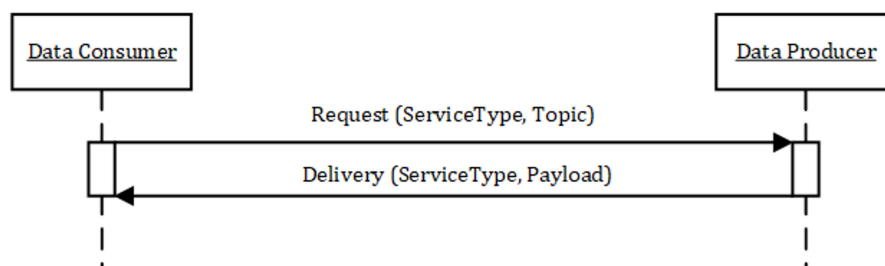 Data Consumer
Data Producer
Request (ServiceType, Topic)
Delivery (ServiceType, Payload)